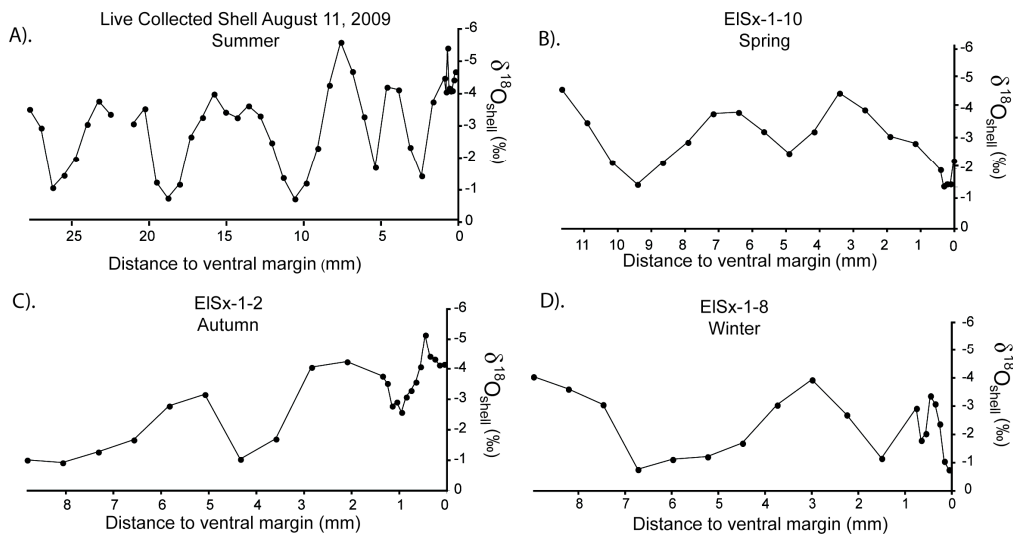 A).
Live Collected Shell August 11, 2009
Summer
-6
-5
-4
-3
-2
-1
0
δ18Oshell (‰)
25 20 15 10 5 0
Distance to ventral margin (mm)
B).
ElSx-1-10
Spring
-6
-5
-4
-3
-2
-1
0
δ18Oshell (‰)
11 10 9 8 7 6 5 4 3 2 1 0
Distance to ventral margin (mm)
C).
ElSx-1-2
Autumn
-6
-5
-4
-3
-2
-1
0
δ18Oshell (‰)
8 7 6 5 4 3 2 1 0
Distance to ventral margin (mm)
D).
ElSx-1-8
Winter
-6
-5
-4
-3
-2
-1
0
δ18Oshell (‰)
8 7 6 5 4 3 2 1 0
Distance to ventral margin (mm)